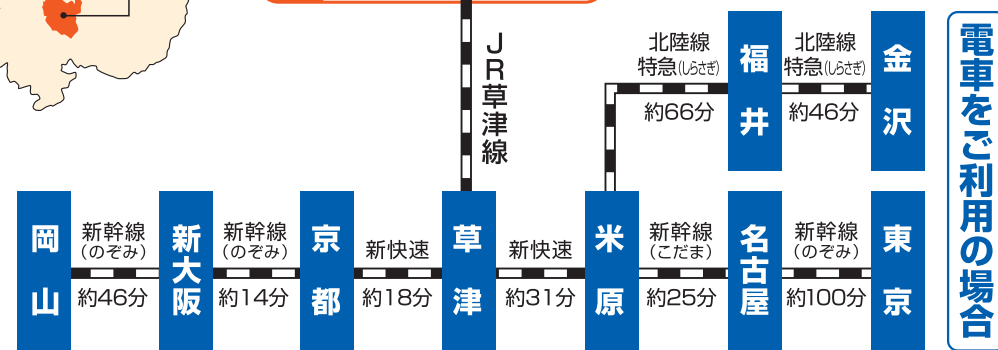 電車をご利用の場合
JR草津線
北陸線
特急(しらさぎ)
約66分
福井
北陸線
特急(しらさぎ)
約46分
金沢
岡山
新幹線
(のぞみ)
約46分
新大阪
新幹線
(のぞみ)
約14分
京都
新快速
約18分
草津
新快速
約31分
米原
新幹線
(こだま)
約25分
名古屋
新幹線
(のぞみ)
約100分
東京